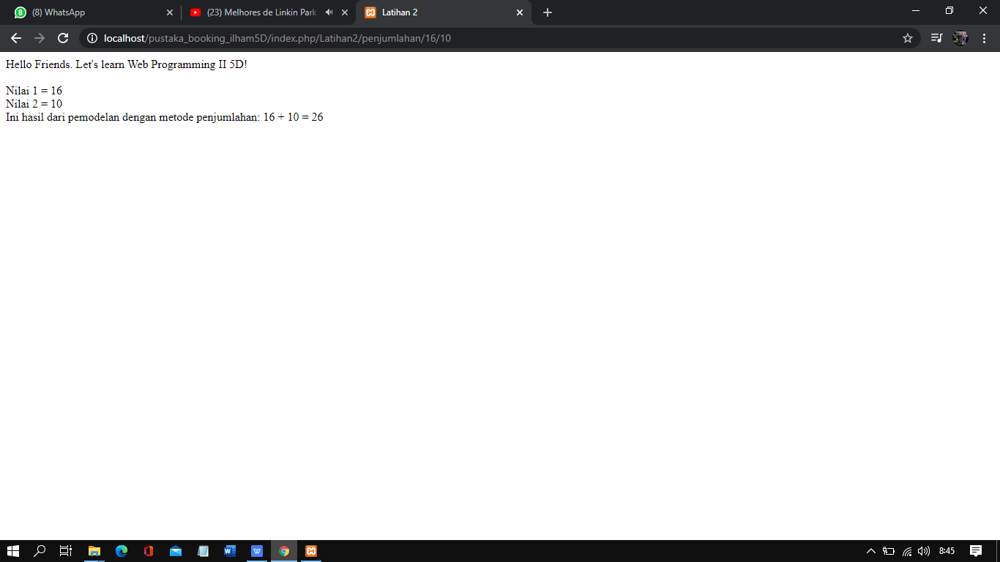 (8) WhatsApp
(23) Melhores de Linkin Park
Latihan 2
localhost/pustaka_booking_ilham5D/index.php/Latihan2/penjumlahan/16/10
Hello Friends. Let's learn Web Programming II 5D!
Nilai 1 = 16
Nilai 2 = 10
Ini hasil dari pemodelan dengan metode penjumlahan: 16 + 10 = 26
8:45